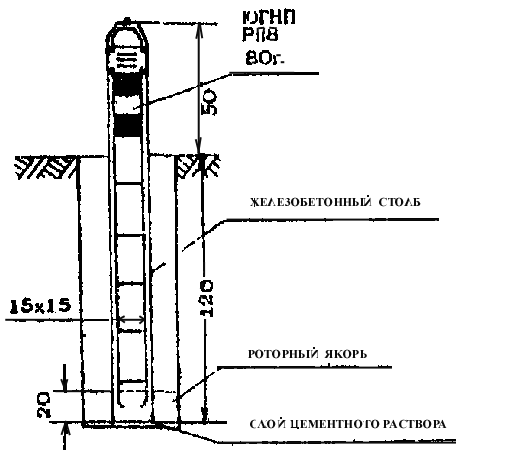 ЮГНП
РП8
80г.
50
ЖЕЛЕЗОБЕТОННЫЙ СТОЛБ
120
15х15
РОТОРНЫЙ ЯКОРЬ
20
СЛОЙ ЦЕМЕНТНОГО РАСТВОРА